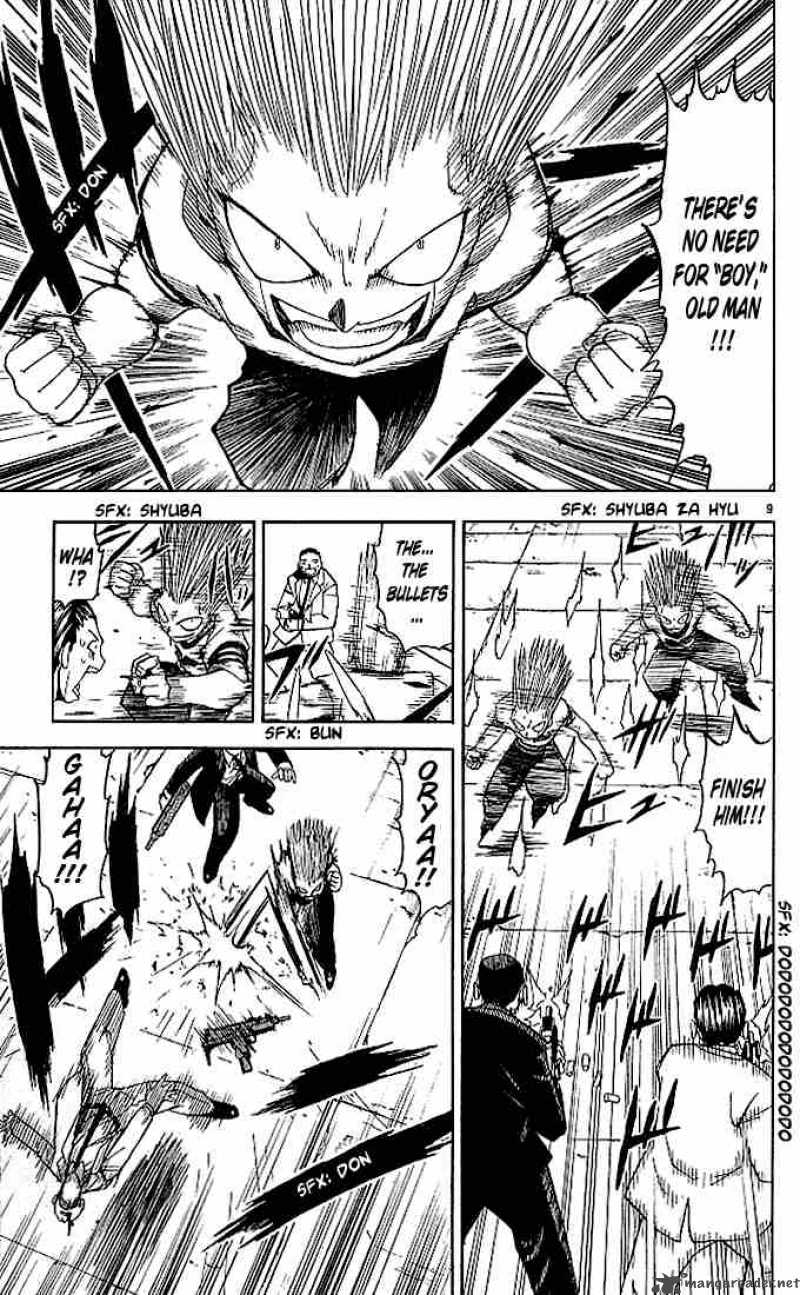 THERE'S
NO NEED
FOR "BOY,"
OLD MAN
!!!
SFX: DON
9
SFX: SHYUBA ZA HYU
FINISH
HIM!!!
SFX: DODODODODODODODO
SFX: SHYUBA
THE...
THE
BULLETS
...
WHA
!?
SFX: BUN
ORYAA!!
GAHAA!!!
SFX: DON
mangareader.net